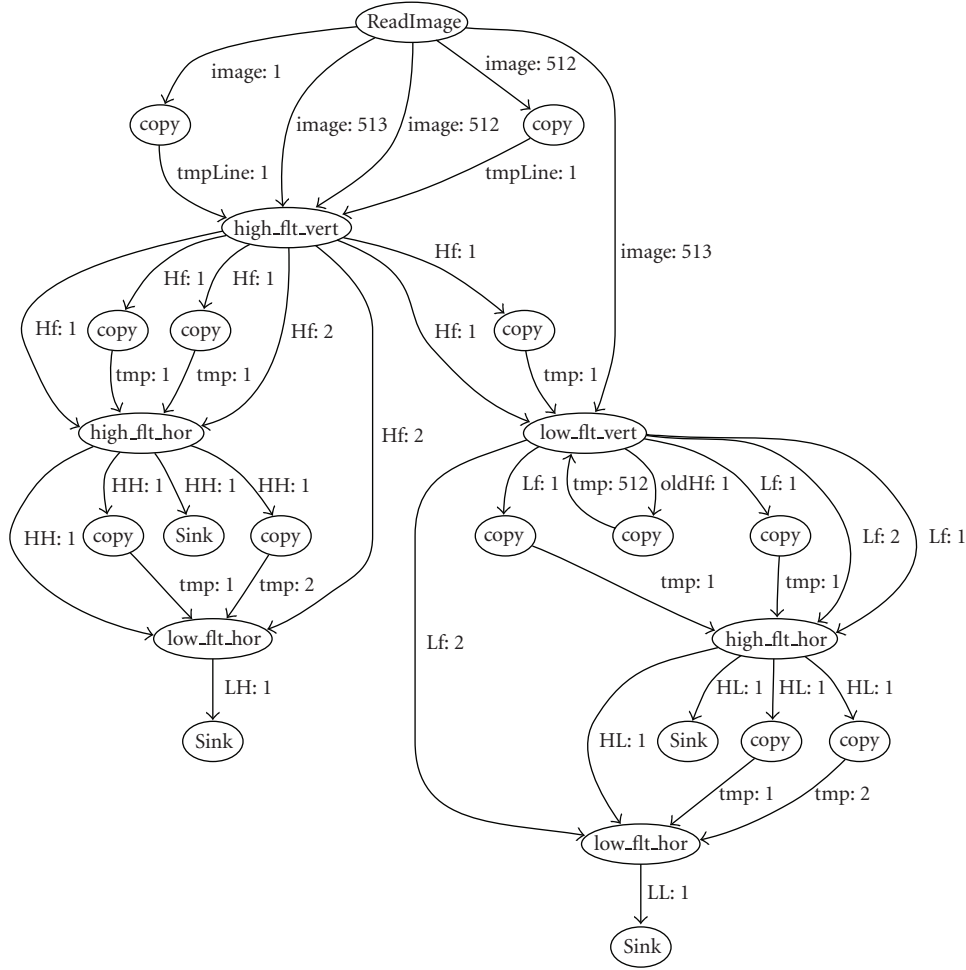 ReadImage
image: 1
image: 512
copy
image: 513
image: 512
copy
tmpLine: 1
tmpLine: 1
high_flt_vert
image: 513
Hf: 1
Hf: 1
Hf: 1
Hf: 1
copy
copy
Hf: 2
Hf: 1
copy
tmp: 1
tmp: 1
tmp: 1
high_flt_hor
Hf: 2
low_flt_vert
HH: 1
HH: 1
HH: 1
Lf: 1
tmp: 512
oldHf: 1
Lf: 1
HH: 1
copy
Sink
copy
copy
copy
copy
Lf: 2
Lf: 1
tmp: 1
tmp: 2
tmp: 1
tmp: 1
low_flt_hor
Lf: 2
high_flt_hor
LH: 1
HL: 1
HL: 1
HL: 1
Sink
HL: 1
Sink
copy
copy
tmp: 1
tmp: 2
low_flt_hor
LL: 1
Sink